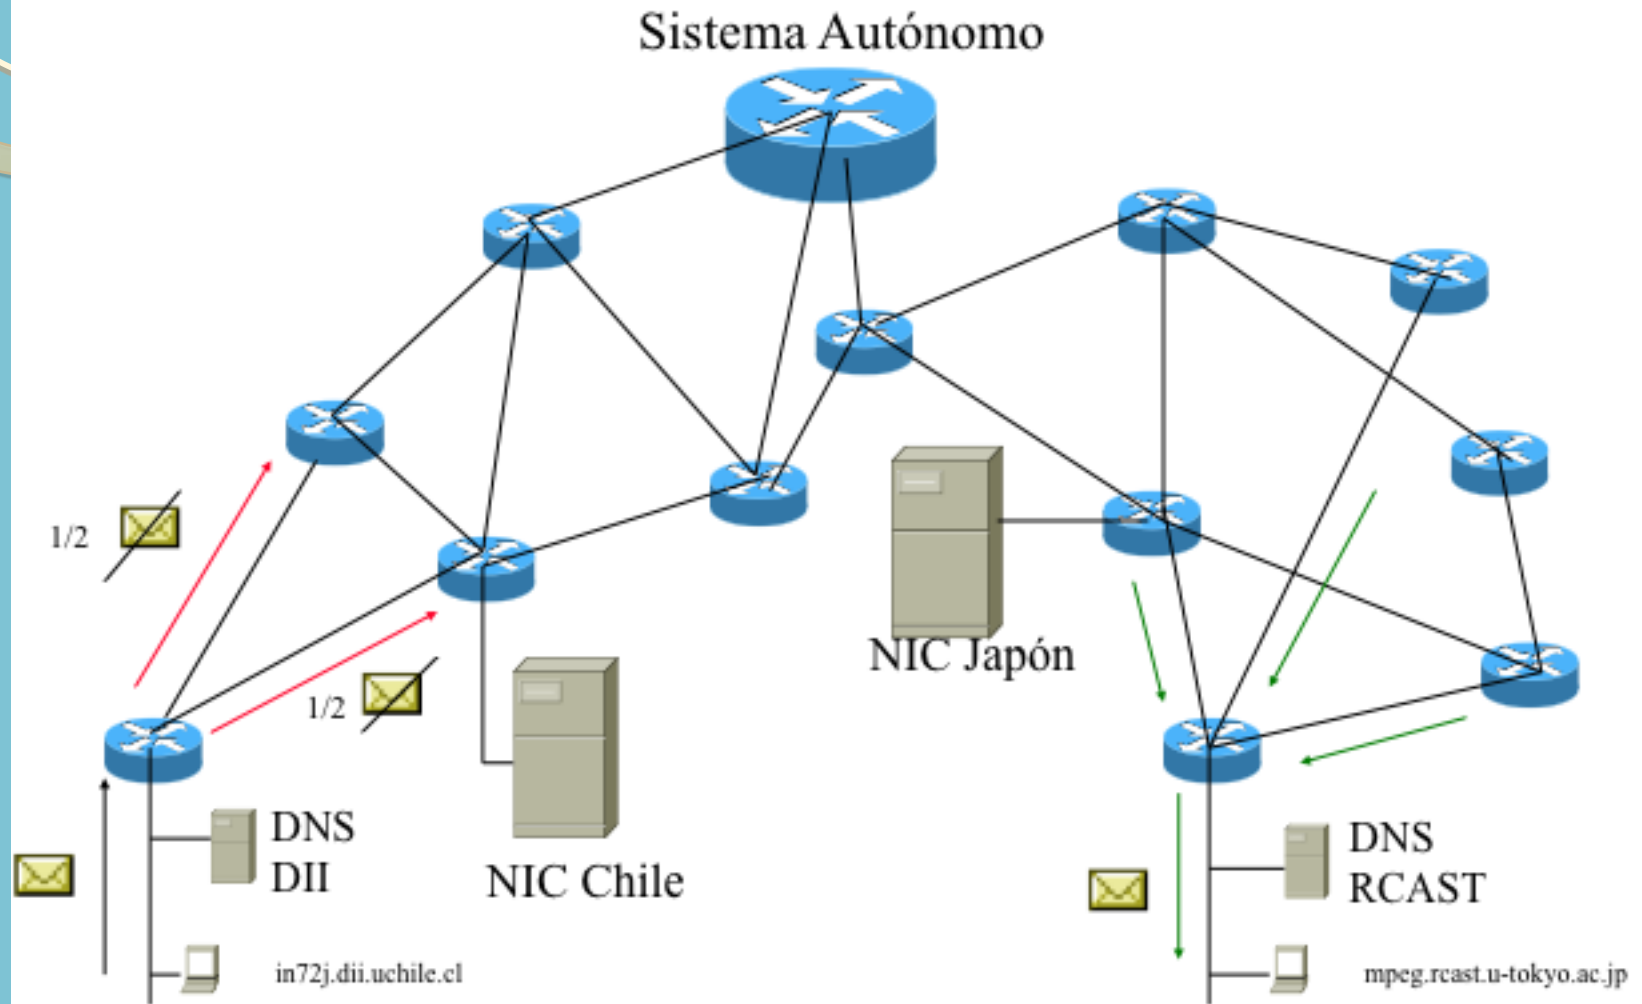 Sistema Autónomo
1/2
NIC Japón
1/2
DNS
DII
NIC Chile
DNS
RCAST
in72j.dii.uchile.cl
mpeg.rcast.u-tokyo.ac.jp